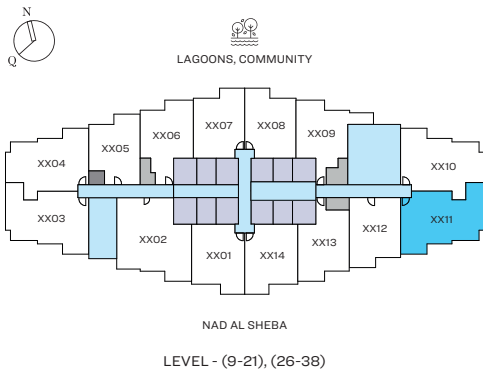 N
Q
LAGOONS, COMMUNITY
XX07 XX08
XX06 XX09
XX05
XX04 XX10
XX03 XX11
XX02 XX12
XX13
XX01 XX14
NAD AL SHEBA
LEVEL - (9-21), (26-38)